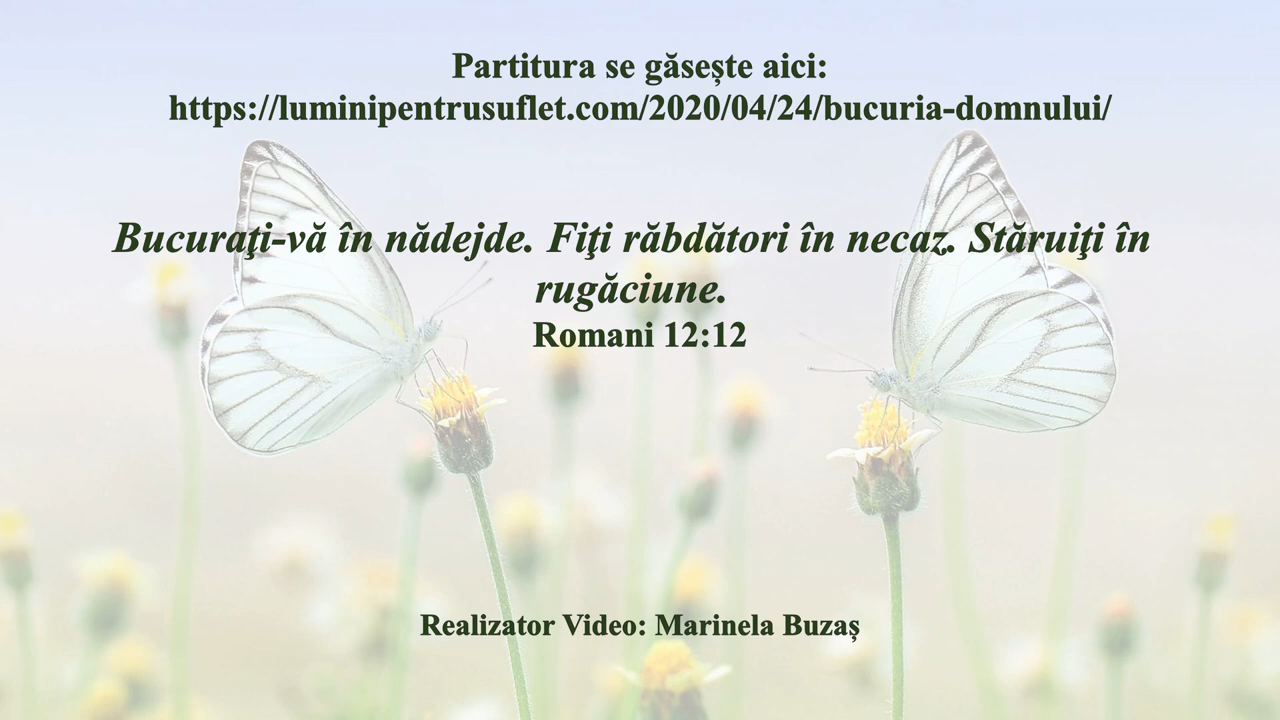 Partitura se găsește aici:
https://luminipentrusuflet.com/2020/04/24/bucuria-domnului/
Bucuraţi-vă în nădejde. Fiţi răbdători în necaz. Stăruiţi în
rugăciune.
Romani 12:12
Realizator Video: Marinela Buzaș